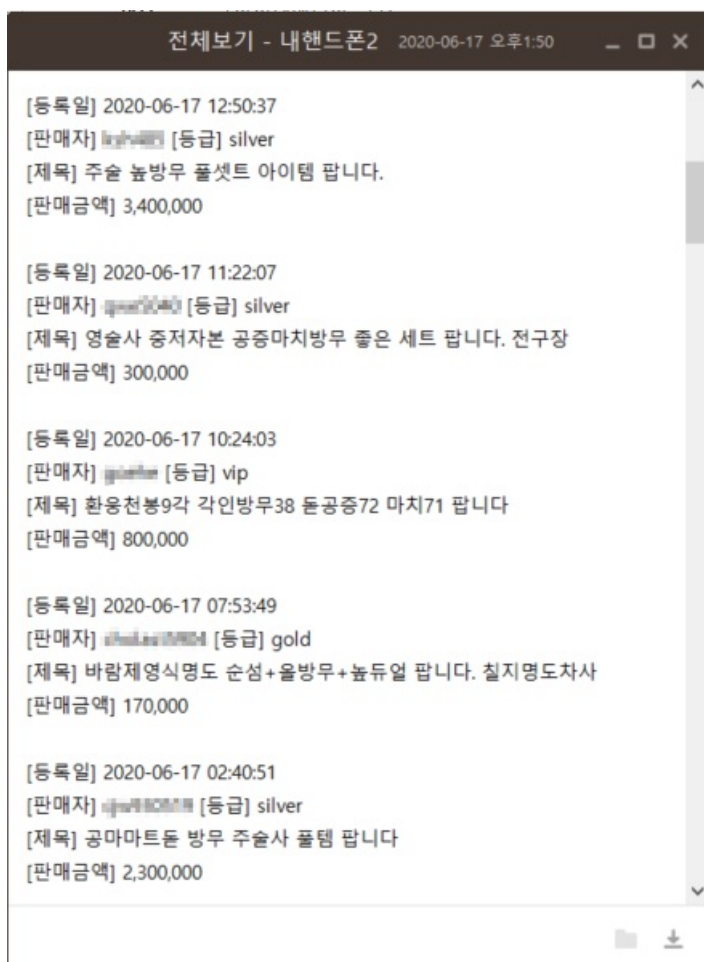 전체보기 - 내핸드폰2 2020-06-17 오후1:50
[등록일] 2020-06-17 12:50:37
[판매자] [등급] silver
[제목] 주술 높방무 풀셋트 아이템 팝니다.
[판매금액] 3,400,000
[등록일] 2020-06-17 11:22:07
[판매자] [등급] silver
[제목] 영술사 중저자본 공증마치방무 좋은 세트 팝니다. 전구장
[판매금액] 300,000
[등록일] 2020-06-17 10:24:03
[판매자] [등급] vip
[제목] 환웅천봉9각 각인방무38 돋공증72 마치71 팝니다
[판매금액] 800,000
[등록일] 2020-06-17 07:53:49
[판매자] [등급] gold
[제목] 바람제영식명도 순섬+올방무+높듀얼 팝니다. 칠지명도차사
[판매금액] 170,000
[등록일] 2020-06-17 02:40:51
[판매자] [등급] silver
[제목] 공마마트돋 방무 주술사 풀템 팝니다
[판매금액] 2,300,000